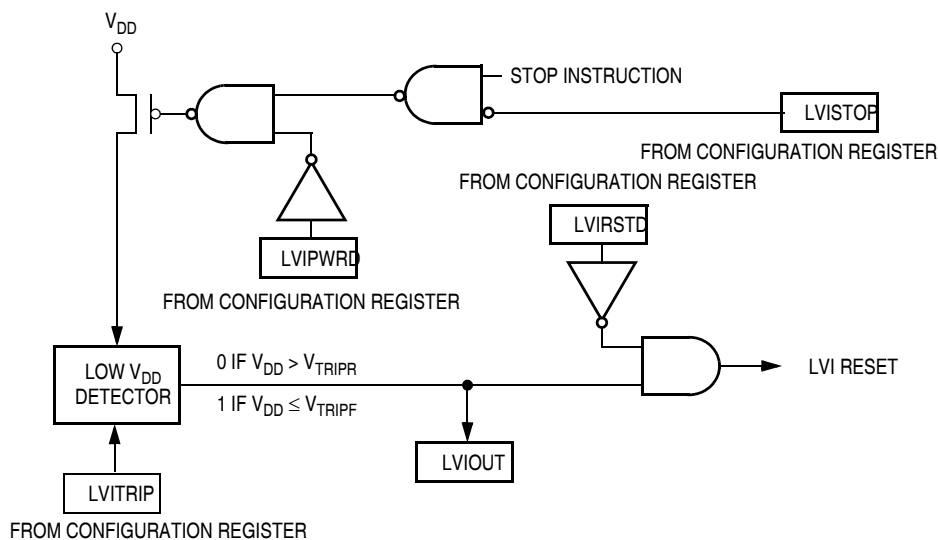 VDD
STOP INSTRUCTION
LVISTOP
FROM CONFIGURATION REGISTER
FROM CONFIGURATION REGISTER
LVIRSTD
LVIPWRD
FROM CONFIGURATION REGISTER
LOW VDD
DETECTOR
0 IF VDD > VTRIPR
1 IF VDD ≤ VTRIPF
LVI RESET
LVIOUT
LVITRIP
FROM CONFIGURATION REGISTER